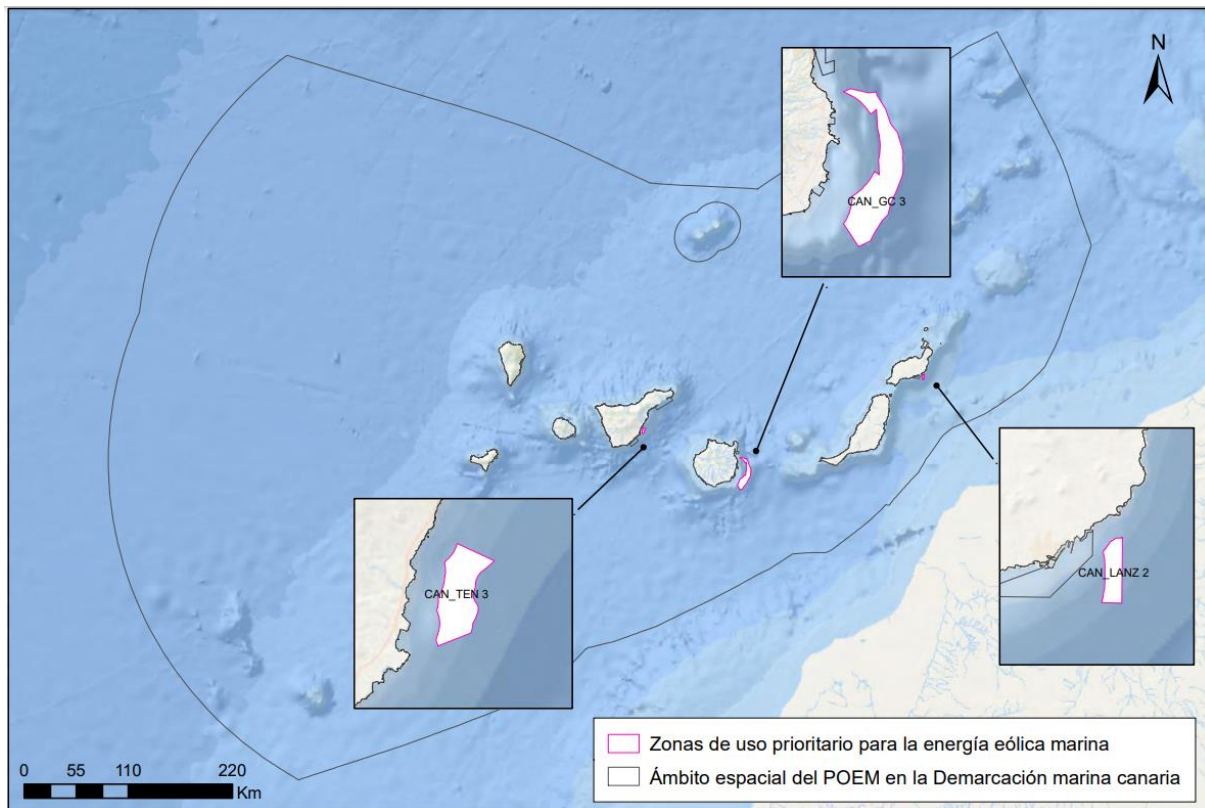 N
CAN_GC 3
CAN_TEN 3
CAN_LANZ 2
Zonas de uso prioritario para la energía eólica marina
Ámbito espacial del POEM en la Demarcación marina canaria
0 55 110 220
Km